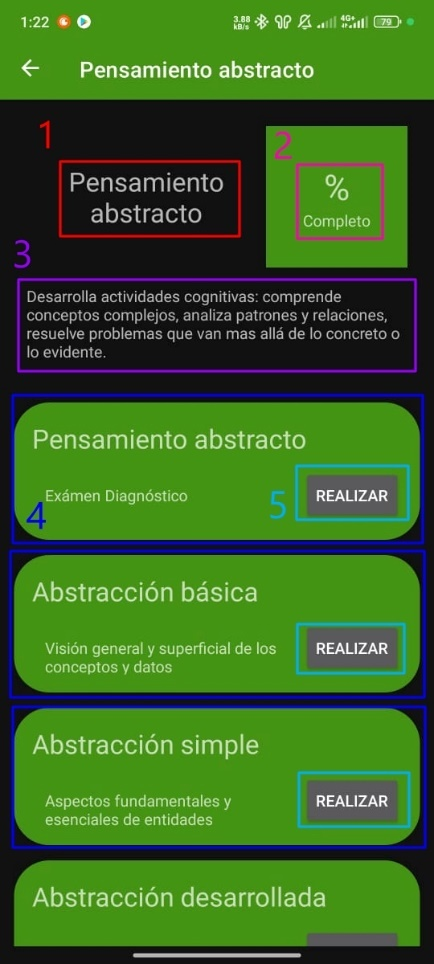 1:22
3.88
kB/s
4G+
79
Pensamiento abstracto
1
2
Pensamiento
abstracto
%
Completo
3
Desarrolla actividades cognitivas: comprende
conceptos complejos, analiza patrones y relaciones,
resuelve problemas que van mas allá de lo concreto o
lo evidente.
Pensamiento abstracto
Exámen Diagnóstico
4
5
REALIZAR
Abstracción básica
Visión general y superficial de los
conceptos y datos
REALIZAR
Abstracción simple
Aspectos fundamentales y
esenciales de entidades
REALIZAR
Abstracción desarrollada